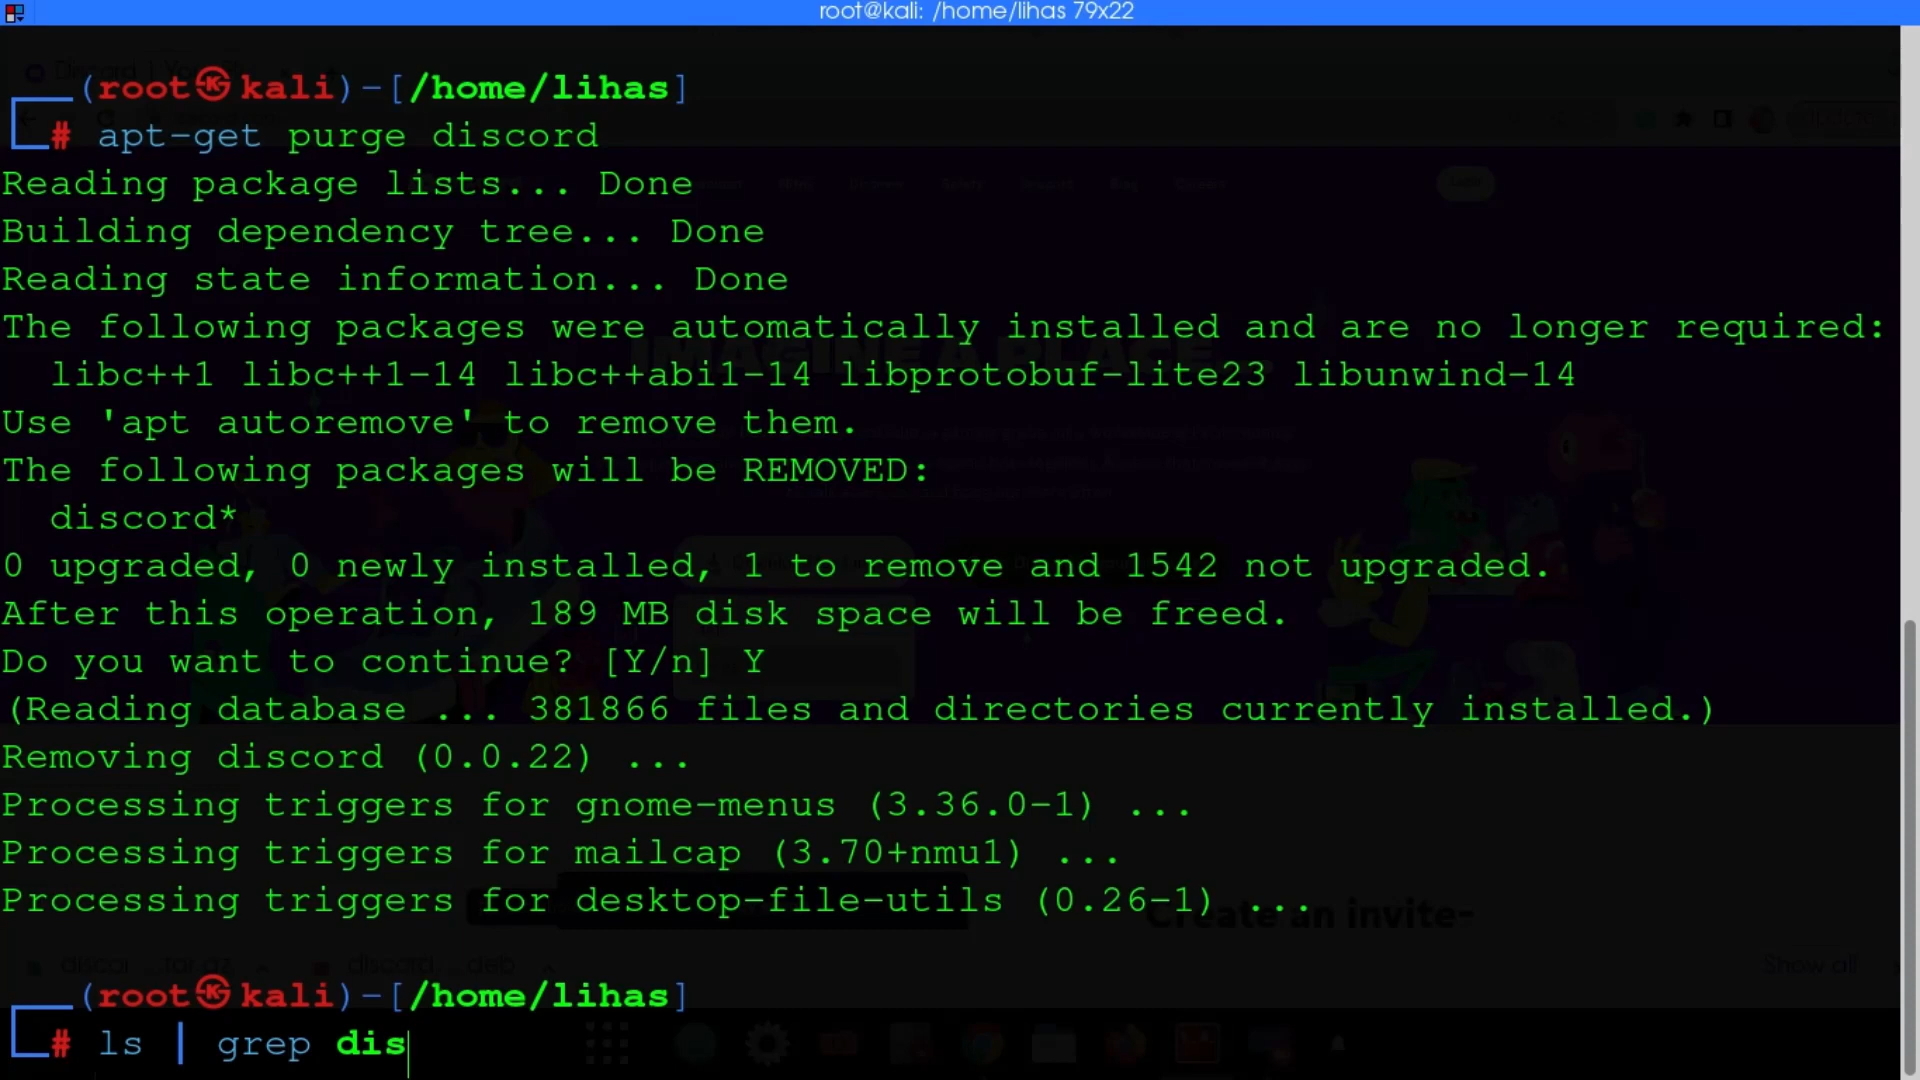 root@kali: /home/lihas 79x22
(root㉿kali)-[/home/lihas]
# apt-get purge discord
Reading package lists... Done
Building dependency tree... Done
Reading state information... Done
The following packages were automatically installed and are no longer required:
libc++1 libc++1-14 libc++abi1-14 libprotobuf-lite23 libunwind-14
Use 'apt autoremove' to remove them.
The following packages will be REMOVED:
discord*
0 upgraded, 0 newly installed, 1 to remove and 1542 not upgraded.
After this operation, 189 MB disk space will be freed.
Do you want to continue? [Y/n] Y
(Reading database ... 381866 files and directories currently installed.)
Removing discord (0.0.22) ...
Processing triggers for gnome-menus (3.36.0-1) ...
Processing triggers for mailcap (3.70+nmu1) ...
Processing triggers for desktop-file-utils (0.26-1) ...
Create an invite-
Show all
(root㉿kali)-[/home/lihas]
# ls | grep dis